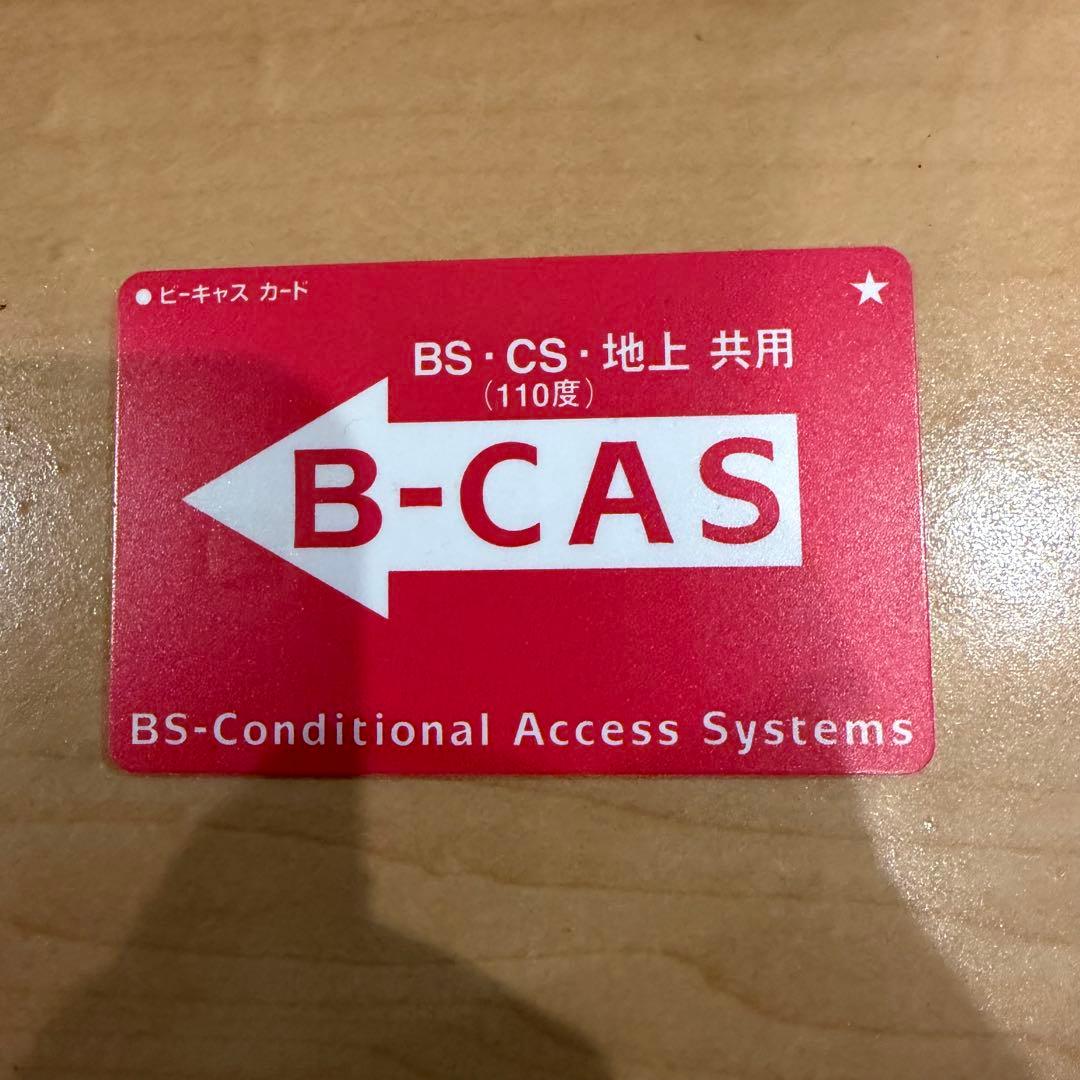 ● ビーキャス カード ★
BS・CS・地上 共用
(110度)
B-CAS
BS-Conditional Access Systems